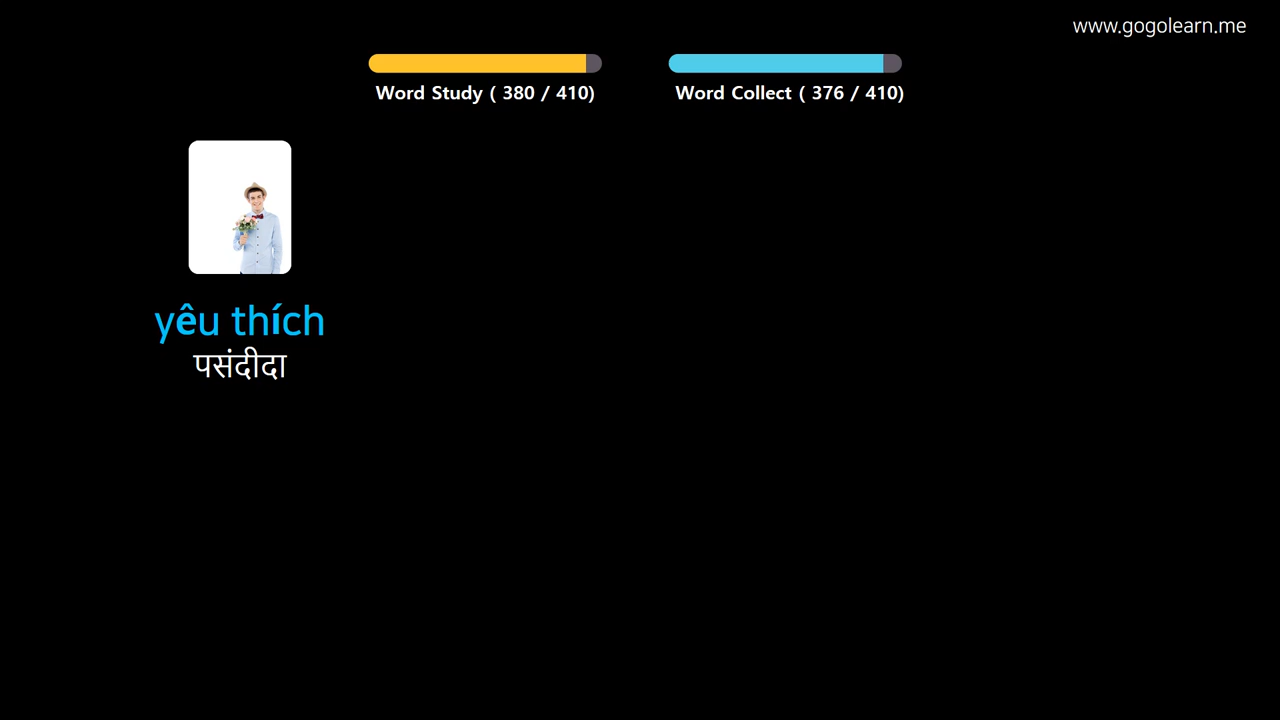 www.gogolearn.me
Word Study ( 380 / 410)
Word Collect ( 376 / 410)
yêu thích
पसंदीदा